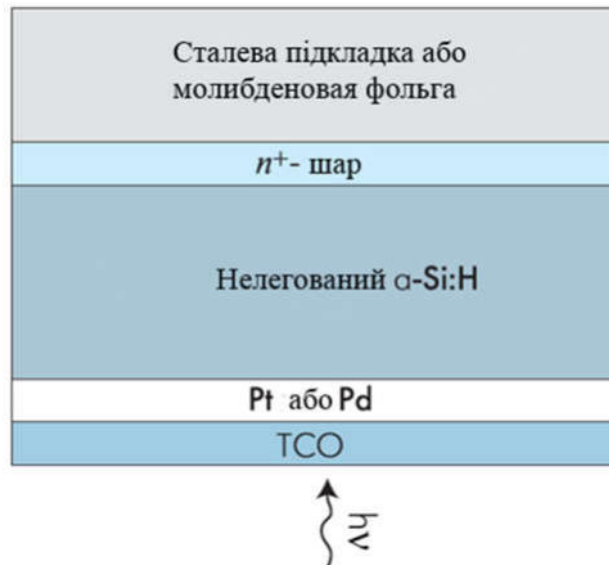 Сталева підкладка або
молибденовая фольга
n⁺- шар
Нелегований a-Si:H
Pt або Pd
TCO
hν